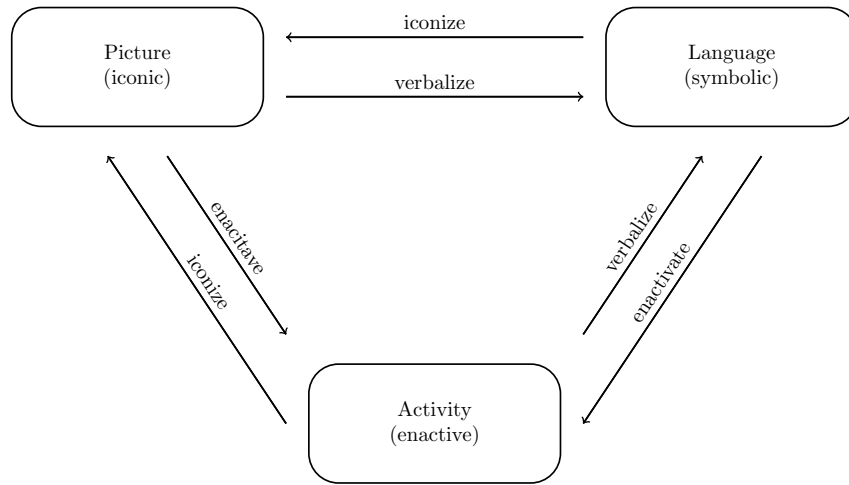 Picture
(iconic)
iconize
verbalize
Language
(symbolic)
enacitave
iconize
verbalize
enactivate
Activity
(enactive)